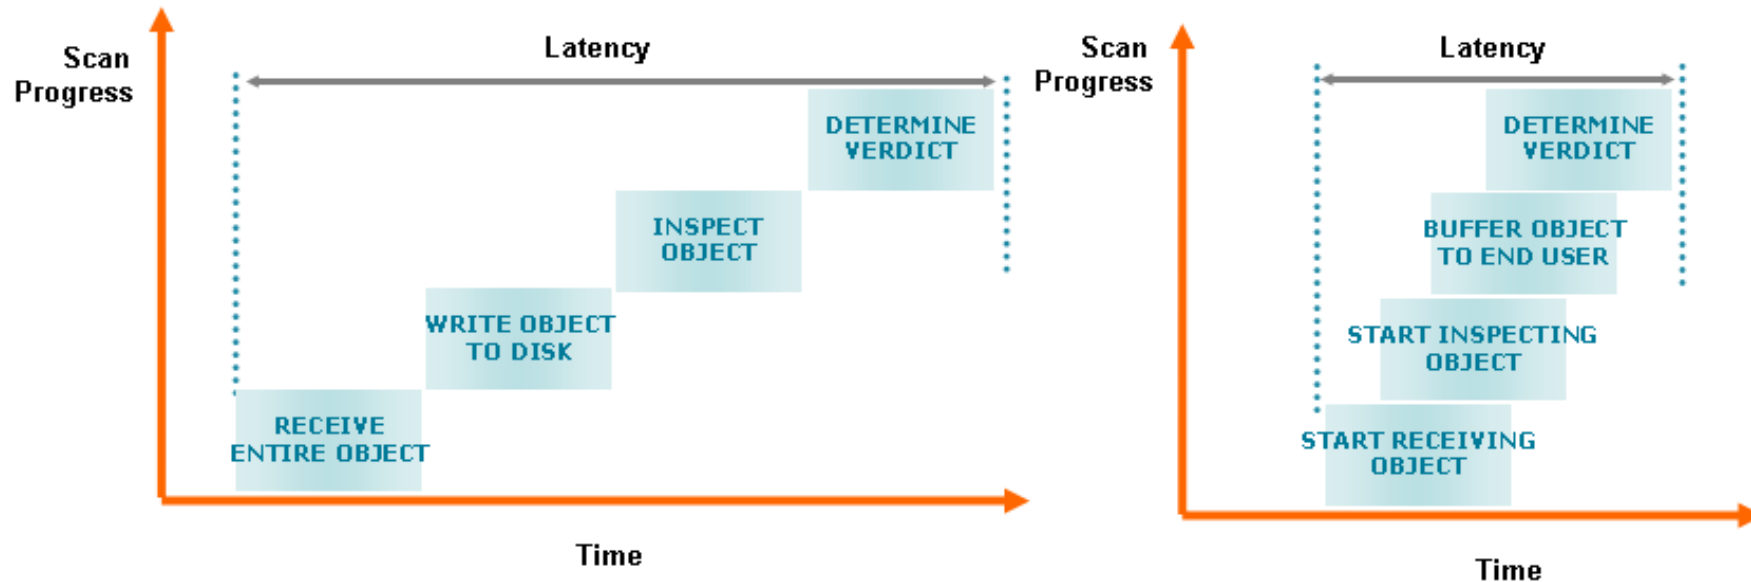 Scan
Progress
Latency
DETERMINE
VERDICT
INSPECT
OBJECT
WRITE OBJECT
TO DISK
RECEIVE
ENTIRE OBJECT
Time
Scan
Progress
Latency
DETERMINE
VERDICT
BUFFER OBJECT
TO END USER
START INSPECTING
OBJECT
START RECEIVING
OBJECT
Time